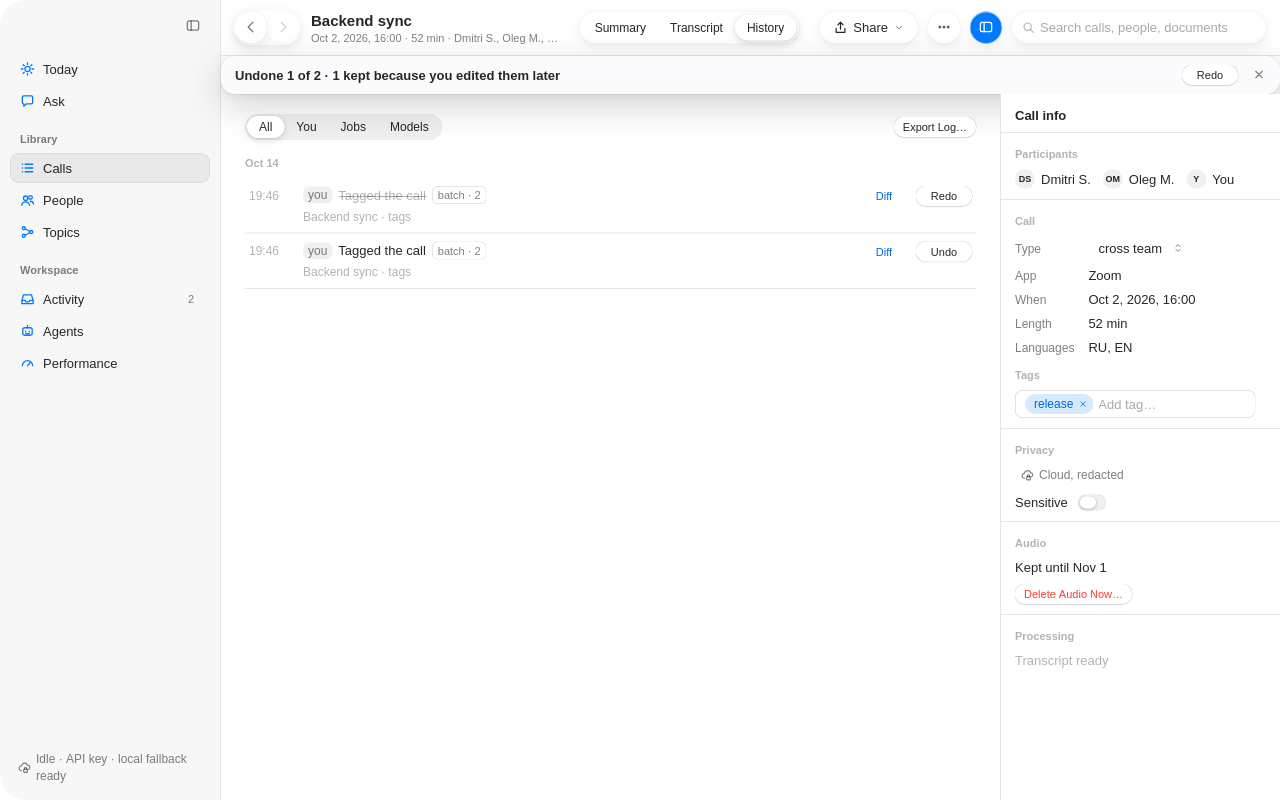 Backend sync
Oct 2, 2026, 16:00 · 52 min · Dmitri S., Oleg M., …
Summary
Transcript
History
Share
Search calls, people, documents
Undone 1 of 2 · 1 kept because you edited them later
Redo
Today
Ask
Library
Calls
People
Topics
Workspace
Activity 2
Agents
Performance
Idle · API key · local fallback
ready
All
You
Jobs
Models
Export Log…
Oct 14
19:46 you Tagged the call batch · 2 Diff Redo
Backend sync · tags
19:46 you Tagged the call batch · 2 Diff Undo
Backend sync · tags
Call info
Participants
DS Dmitri S. OM Oleg M. Y You
Call
Type cross team
App Zoom
When Oct 2, 2026, 16:00
Length 52 min
Languages RU, EN
Tags
release × Add tag…
Privacy
Cloud, redacted
Sensitive
Audio
Kept until Nov 1
Delete Audio Now…
Processing
Transcript ready